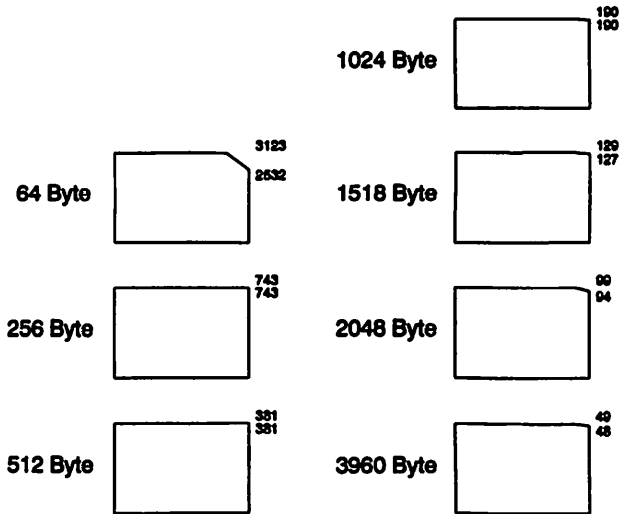 64 Byte
3123
2532
256 Byte
743
743
512 Byte
381
381
1024 Byte
190
190
1518 Byte
129
127
2048 Byte
99
94
3960 Byte
49
48